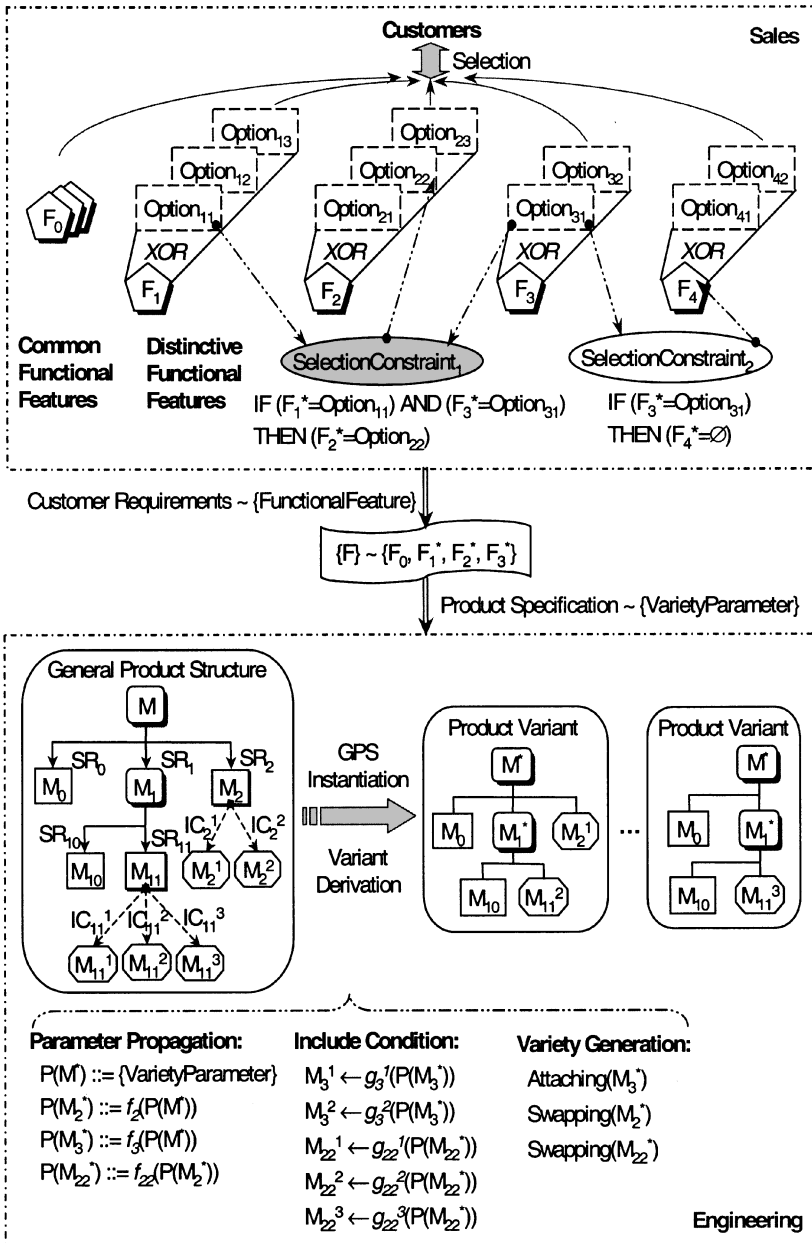 Customers
Sales
Selection
Option₁₃
Option₂₃
Option₁₂
Option₂₂
Option₃₂
Option₄₂
Option₁₁
Option₂₁
Option₃₁
Option₄₁
F₀
XOR
XOR
XOR
XOR
F₁
F₂
F₃
F₄
Common Functional Features
Distinctive Functional Features
SelectionConstraint₁
SelectionConstraint₂
IF (F₁*=Option₁₁) AND (F₃*=Option₃₁)
THEN (F₂*=Option₂₂)
IF (F₃*=Option₃₁)
THEN (F₄*=∅)
Customer Requirements ~ {FunctionalFeature}
{F} ~ {F₀, F₁*, F₂*, F₃*}
Product Specification ~ {VarietyParameter}
General Product Structure
M
SR₀
SR₁
SR₂
M₀
M₁
M₂
SR₁₀
SR₁₁
IC₂¹
IC₂²
M₁₀
M₁₁
M₂¹
M₂²
IC₁₁¹
IC₁₁²
IC₁₁³
M₁₁¹
M₁₁²
M₁₁³
GPS
Instantiation
Variant
Derivation
Product Variant
M*
M₀
M₁*
M₂¹
M₁₀
M₁₁²
...
Product Variant
M*
M₀
M₁*
M₁₀
M₁₁³
Parameter Propagation:
P(M*) ::= {VarietyParameter}
P(M₂*) ::= f₂(P(M*))
P(M₃*) ::= f₃(P(M*))
P(M₂₂*) ::= f₂₂(P(M₂*))
Include Condition:
M₃¹ ← g₃¹(P(M₃*))
M₃² ← g₃²(P(M₃*))
M₂₂¹ ← g₂₂¹(P(M₂₂*))
M₂₂² ← g₂₂²(P(M₂₂*))
M₂₂³ ← g₂₂³(P(M₂₂*))
Variety Generation:
Attaching(M₃*)
Swapping(M₂*)
Swapping(M₂₂*)
Engineering